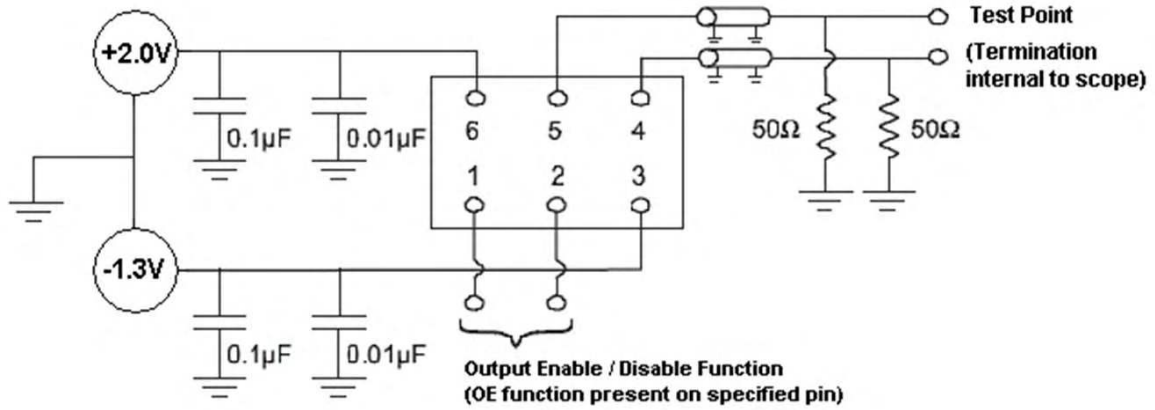 +2.0V
0.1µF
0.01µF
6
5
4
1
2
3
Test Point
(Termination
internal to scope)
50Ω
50Ω
-1.3V
0.1µF
0.01µF
Output Enable / Disable Function
(OE function present on specified pin)